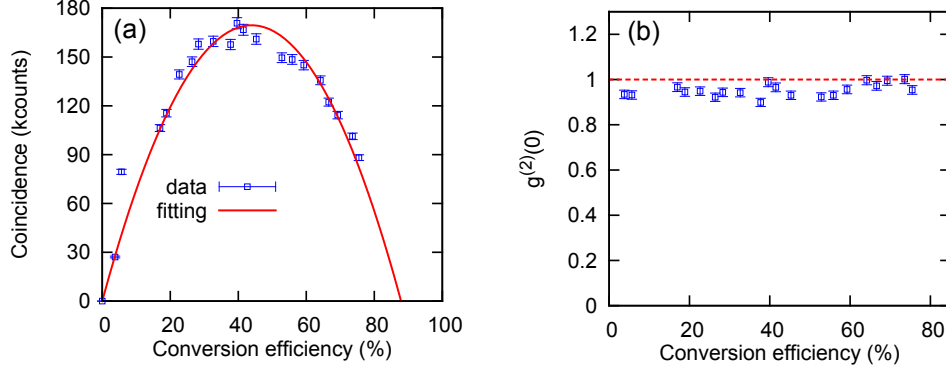 (a)
Coincidence (kcounts)
180
150
120
90
60
30
0
data
fitting
0 20 40 60 80 100
Conversion efficiency (%)
(b)
g(2)(0)
1.2
1
0.8
0.6
0.4
0.2
0
0 20 40 60 80
Conversion efficiency (%)